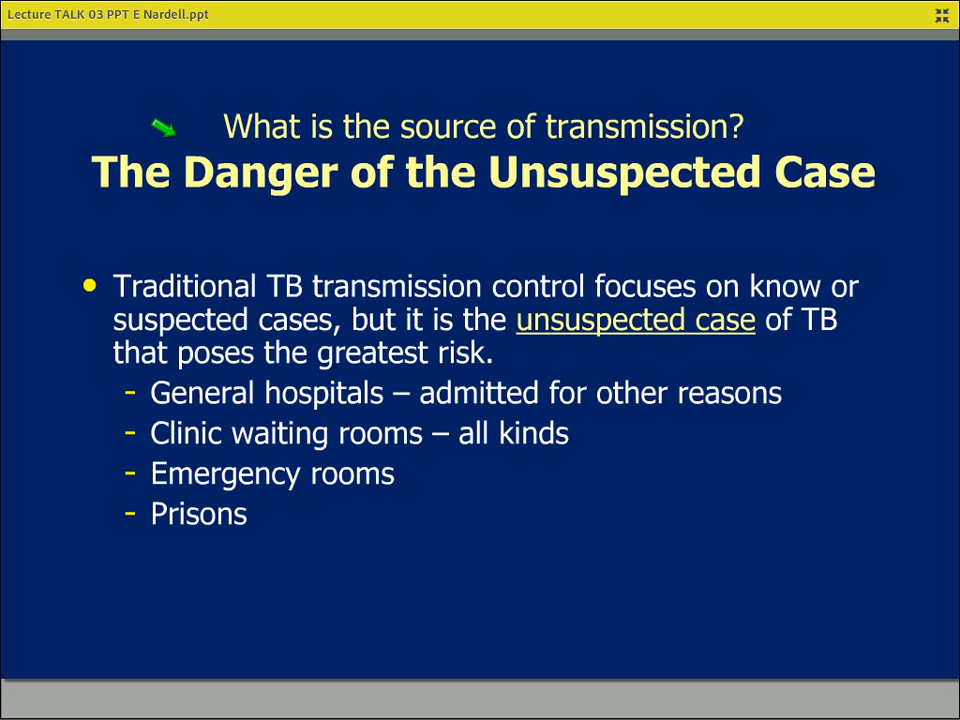 Lecture TALK 03 PPT E Nardell.ppt
What is the source of transmission?
The Danger of the Unsuspected Case
• Traditional TB transmission control focuses on know or
suspected cases, but it is the unsuspected case of TB
that poses the greatest risk.
- General hospitals – admitted for other reasons
- Clinic waiting rooms – all kinds
- Emergency rooms
- Prisons